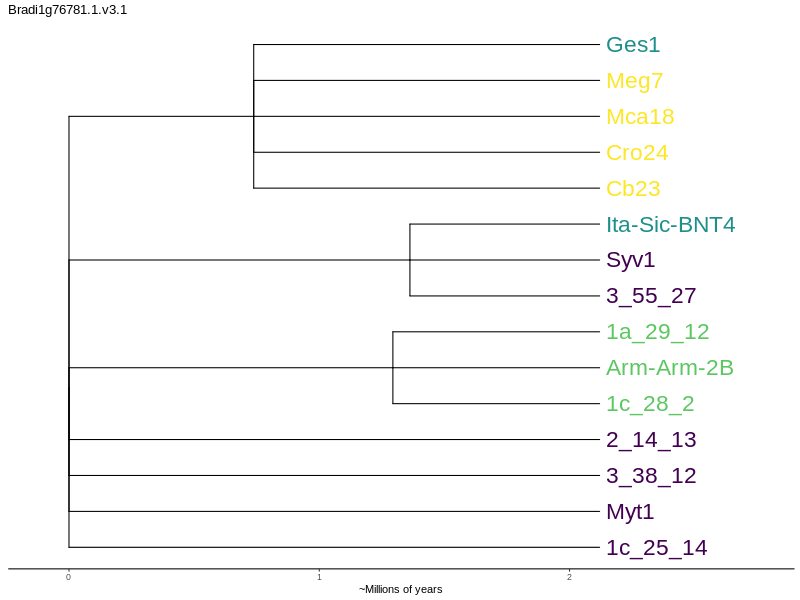 Bradi1g76781.1.v3.1
Ges1
Meg7
Mca18
Cro24
Cb23
Ita-Sic-BNT4
Syv1
3_55_27
1a_29_12
Arm-Arm-2B
1c_28_2
2_14_13
3_38_12
Myt1
1c_25_14
0 1 2
~Millions of years